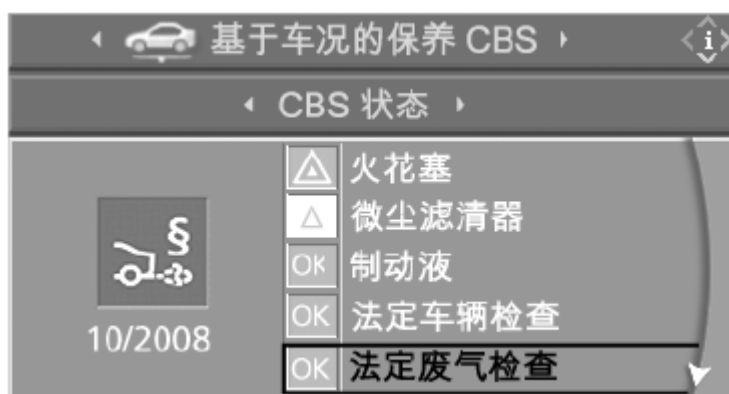 基于车况的保养 CBS
i
CBS 状态
火花塞
微尘滤清器
OK 制动液
OK 法定车辆检查
OK 法定废气检查
§
10/2008